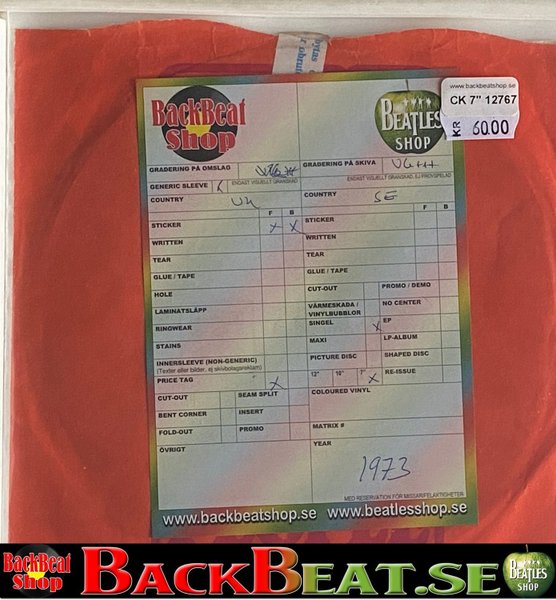 www.backbeatshop.se
CK 7" 12767
KR 6000
BackBeat
Shop
BEATLES
SHOP
GRADERING PÅ OMSLAG
GRADERING PÅ SKIVA VG+++
ENDAST VISUELLT GRANSKAD
ENDAST VISUELLT GRANSKAD, EJ PROVSPELAD
GENERIC SLEEVE
COUNTRY UK
COUNTRY SE
F B
F B
STICKER X X
STICKER
WRITTEN
WRITTEN
TEAR
TEAR
GLUE / TAPE
GLUE / TAPE
HOLE
CUT-OUT
PROMO / DEMO
LAMINATSLÄPP
VÄRMESKADA /
VINYLBUBBLOR
NO CENTER
RINGWEAR
SINGEL X
EP
STAINS
MAXI
LP-ALBUM
INNERSLEEVE (NON-GENERIC)
(Texter eller bilder, ej skivbolagsreklam)
PICTURE DISC
SHAPED DISC
PRICE TAG X
12" 10" 7" X
RE-ISSUE
CUT-OUT
SEAM SPLIT
COLOURED VINYL
BENT CORNER
INSERT
FOLD-OUT
PROMO
MATRIX #
ÖVRIGT
YEAR
1973
MED RESERVATION FÖR MISSAR/FELAKTIGHETER
www.backbeatshop.se www.beatlesshop.se
BackBeat
Shop
BACKBEAT.SE
BEATLES
SHOP